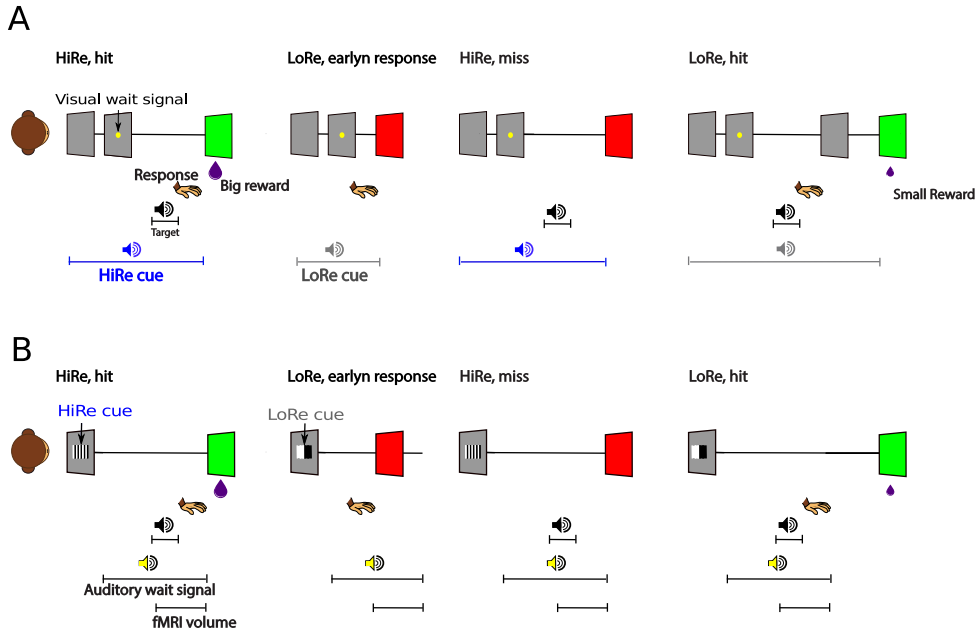 A
HiRe, hit
LoRe, earlyn response
HiRe, miss
LoRe, hit
Visual wait signal
Response
Big reward
Small Reward
Target
HiRe cue
LoRe cue
B
HiRe, hit
LoRe, earlyn response
HiRe, miss
LoRe, hit
HiRe cue
LoRe cue
Auditory wait signal
fMRI volume